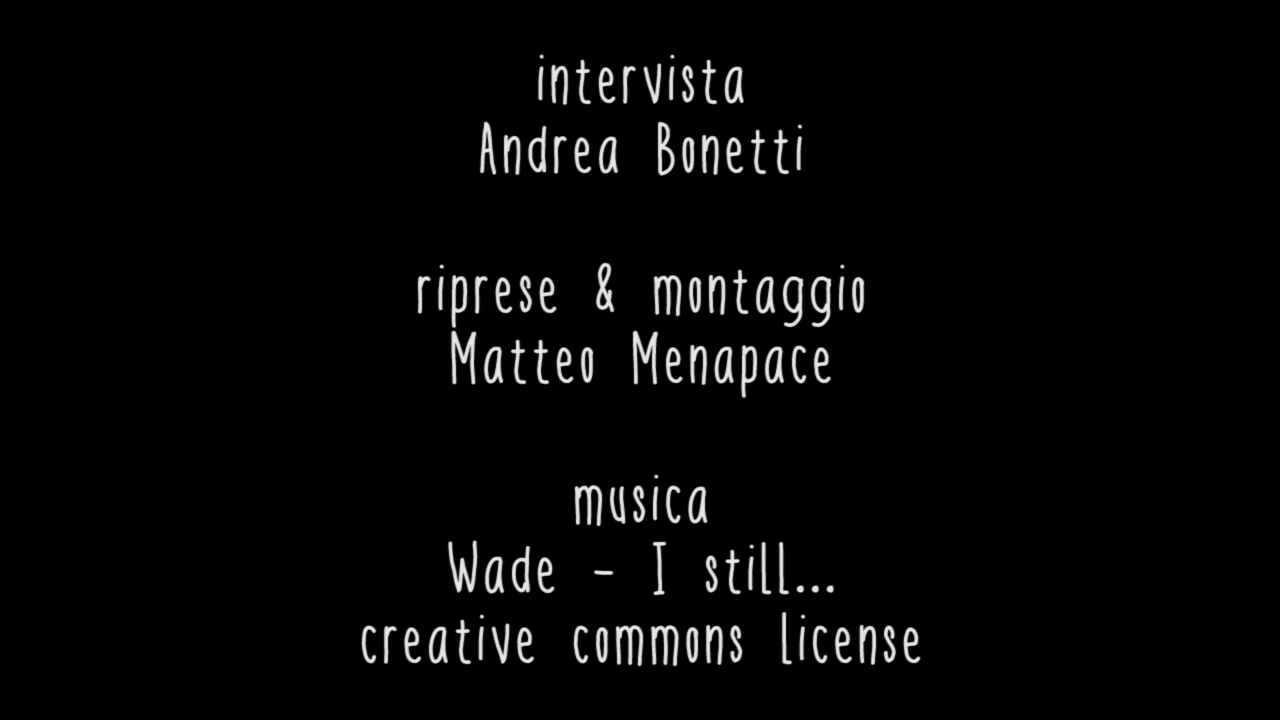 intervista
Andrea Bonetti
riprese & montaggio
Matteo Menapace
musica
Wade - I still...
creative commons license